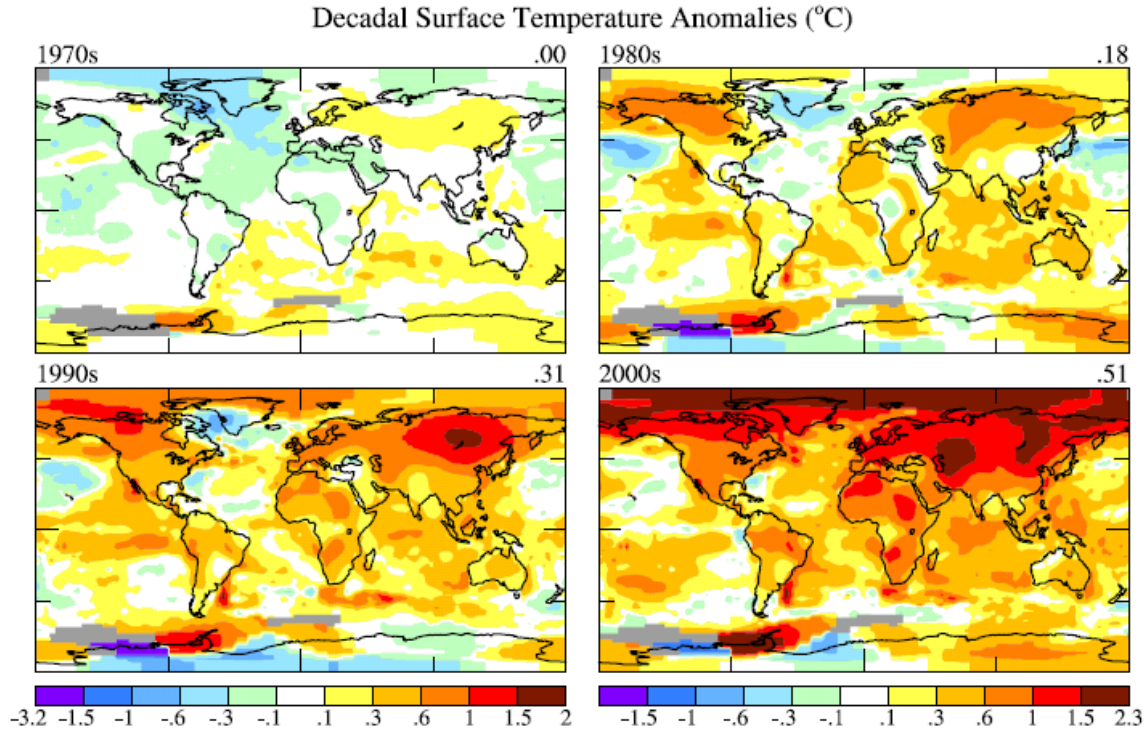 Decadal Surface Temperature Anomalies (°C)
1970s .00 1980s .18
1990s .31 2000s .51
-3.2 -1.5 -1 -.6 -.3 -.1 .1 .3 .6 1 1.5 2 -1.5 -1 -.6 -.3 -.1 .1 .3 .6 1 1.5 2.3